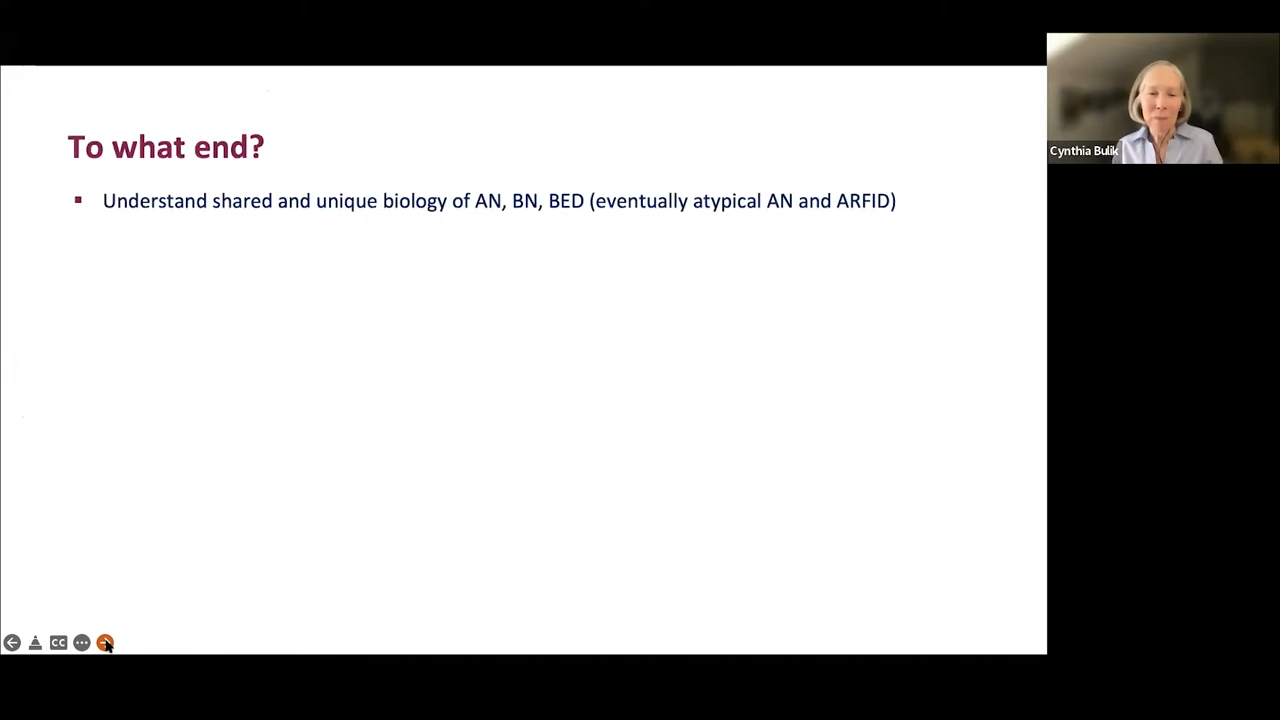 To what end?
▪ Understand shared and unique biology of AN, BN, BED (eventually atypical AN and ARFID)
Cynthia Bulik
CC